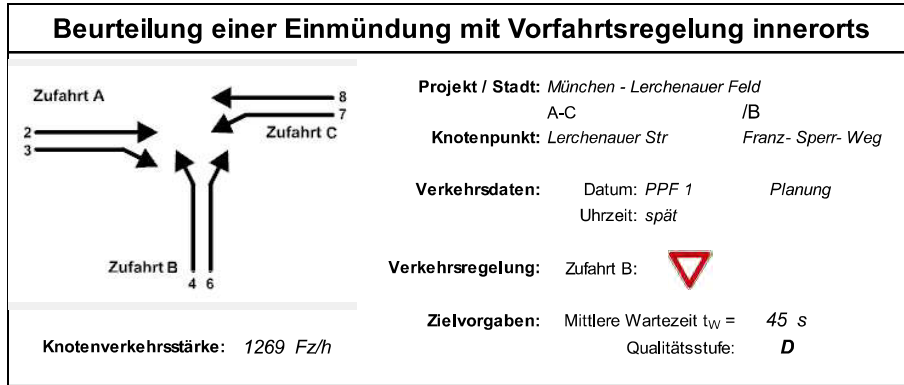 Beurteilung einer Einmündung mit Vorfahrtsregelung innerorts
Zufahrt A
8
7
Zufahrt C
2
3
Zufahrt B
4 6
Knotenverkehrsstärke: 1269 Fz/h
Projekt / Stadt: München - Lerchenauer Feld
A-C /B
Knotenpunkt: Lerchenauer Str Franz- Sperr- Weg
Verkehrsdaten: Datum: PPF 1 Planung
Uhrzeit: spät
Verkehrsregelung: Zufahrt B:
Zielvorgaben: Mittlere Wartezeit tW = 45 s
Qualitätsstufe: D